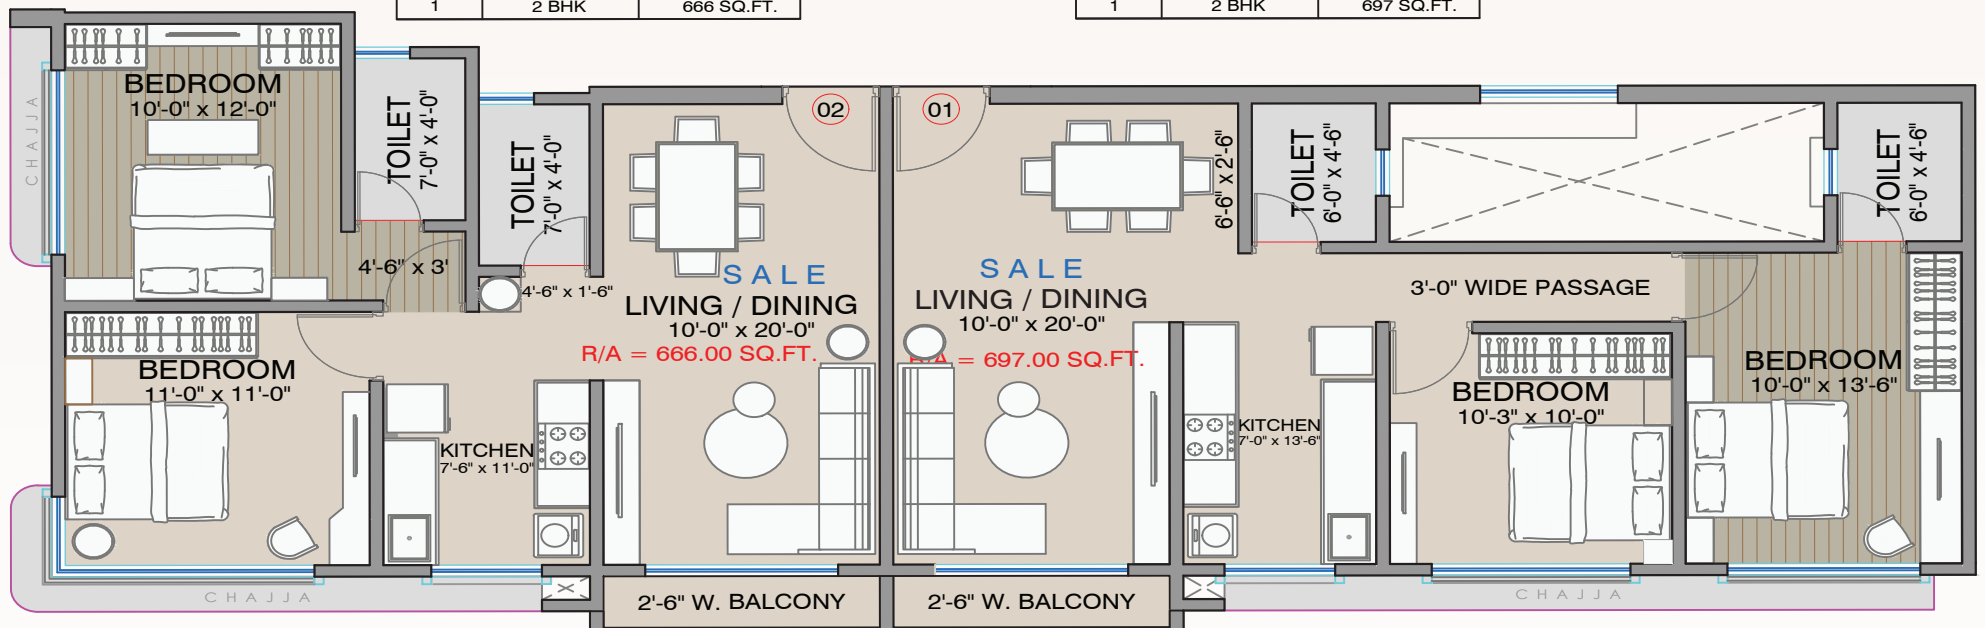 1 2 BHK 666 SQ.FT.
1 2 BHK 697 SQ.FT.
CHAJJA
BEDROOM
10'-0" x 12'-0"
TOILET
7'-0" x 4'-0"
TOILET
7'-0" x 4'-0"
4'-6" x 3'
4'-6" x 1'-6"
02
SALE
LIVING / DINING
10'-0" x 20'-0"
R/A = 666.00 SQ.FT.
BEDROOM
11'-0" x 11'-0"
KITCHEN
7'-6" x 11'-0"
CHAJJA
2'-6" W. BALCONY
01
6'-6" x 2'-6"
SALE
LIVING / DINING
10'-0" x 20'-0"
R/A = 697.00 SQ.FT.
TOILET
6'-0" x 4'-6"
TOILET
6'-0" x 4'-6"
3'-0" WIDE PASSAGE
KITCHEN
7'-0" x 13'-6"
BEDROOM
10'-3" x 10'-0"
BEDROOM
10'-0" x 13'-6"
2'-6" W. BALCONY
CHAJJA